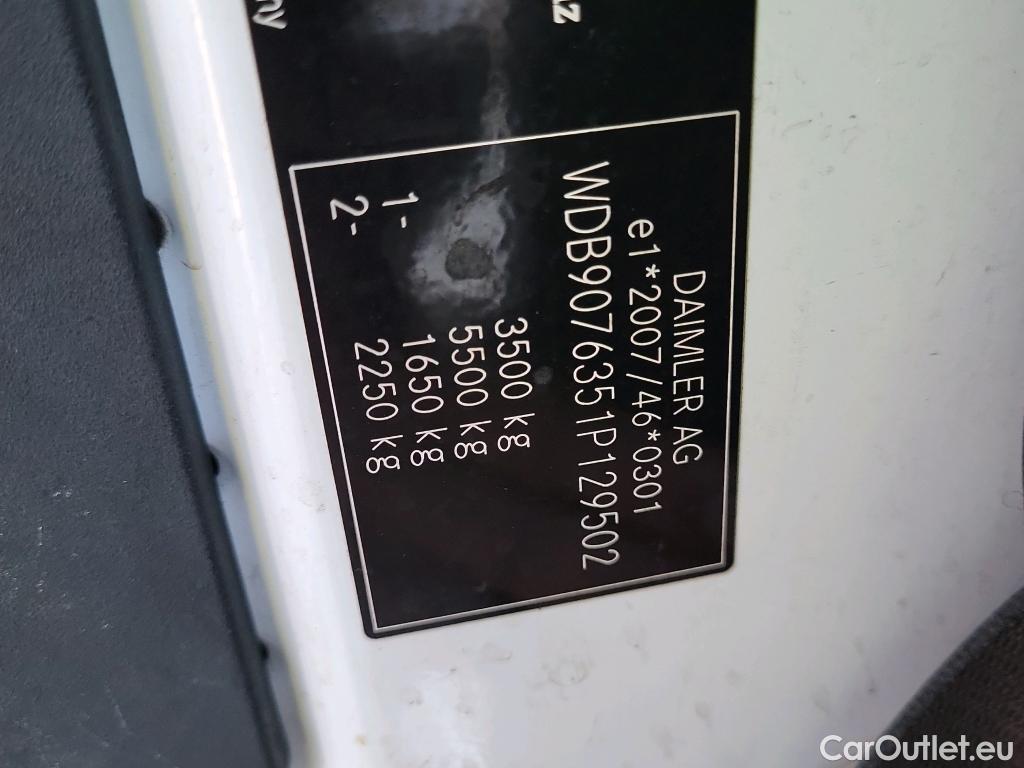 DAIMLER AG
e1*2007/46*0301
WDB9076351P129502
3500 kg
5500 kg
1- 1650 kg
2- 2250 kg
CarOutlet.eu